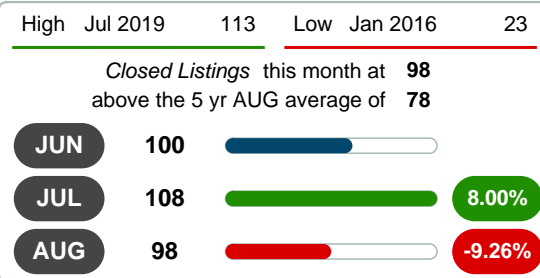 High Jul 2019 113 Low Jan 2016 23
Closed Listings this month at 98
above the 5 yr AUG average of 78
JUN 100
JUL 108 8.00%
AUG 98 -9.26%